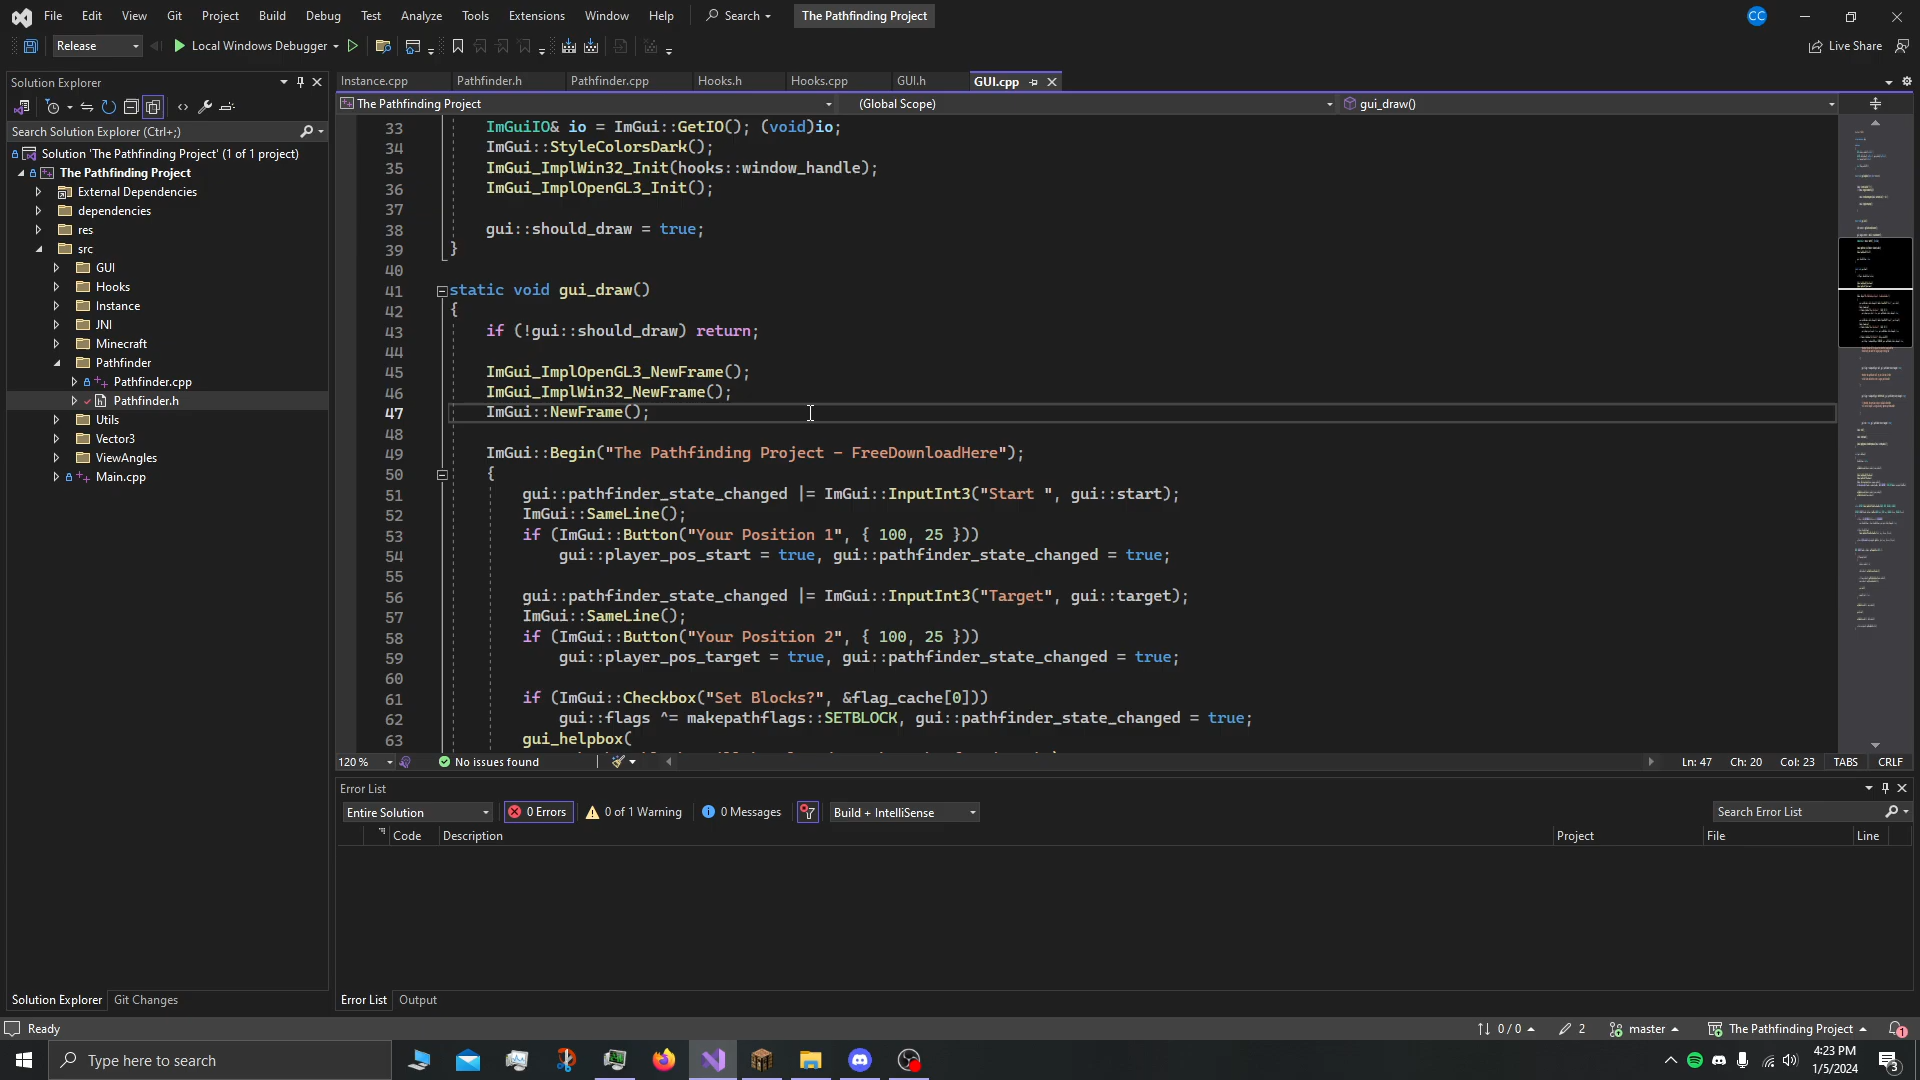 File Edit View Git Project Build Debug Test Analyze Tools Extensions Window Help Search The Pathfinding Project CC
Release Local Windows Debugger Live Share
Solution Explorer
Instance.cpp Pathfinder.h Pathfinder.cpp Hooks.h Hooks.cpp GUI.h GUI.cpp
The Pathfinding Project (Global Scope) gui_draw()
Search Solution Explorer (Ctrl+;)
Solution 'The Pathfinding Project' (1 of 1 project)
The Pathfinding Project
External Dependencies
dependencies
res
src
GUI
Hooks
Instance
JNI
Minecraft
Pathfinder
Pathfinder.cpp
Pathfinder.h
Utils
Vector3
ViewAngles
Main.cpp
33 ImGuiIO& io = ImGui::GetIO(); (void)io;
34 ImGui::StyleColorsDark();
35 ImGui_ImplWin32_Init(hooks::window_handle);
36 ImGui_ImplOpenGL3_Init();
37
38 gui::should_draw = true;
39 }
40
41 static void gui_draw()
42 {
43 if (!gui::should_draw) return;
44
45 ImGui_ImplOpenGL3_NewFrame();
46 ImGui_ImplWin32_NewFrame();
47 ImGui::NewFrame();
48
49 ImGui::Begin("The Pathfinding Project - FreeDownloadHere");
50 {
51 gui::pathfinder_state_changed |= ImGui::InputInt3("Start ", gui::start);
52 ImGui::SameLine();
53 if (ImGui::Button("Your Position 1", { 100, 25 }))
54 gui::player_pos_start = true, gui::pathfinder_state_changed = true;
55
56 gui::pathfinder_state_changed |= ImGui::InputInt3("Target", gui::target);
57 ImGui::SameLine();
58 if (ImGui::Button("Your Position 2", { 100, 25 }))
59 gui::player_pos_target = true, gui::pathfinder_state_changed = true;
60
61 if (ImGui::Checkbox("Set Blocks?", &flag_cache[0]))
62 gui::flags ^= makepathflags::SETBLOCK, gui::pathfinder_state_changed = true;
63 gui_helpbox(
120 % No issues found Ln: 47 Ch: 20 Col: 23 TABS CRLF
Error List
Entire Solution 0 Errors 0 of 1 Warning 0 Messages Build + IntelliSense Search Error List
Code Description Project File Line
Solution Explorer Git Changes Error List Output
Ready 0 / 0 2 master The Pathfinding Project 1
Type here to search
4:23 PM
1/5/2024
3